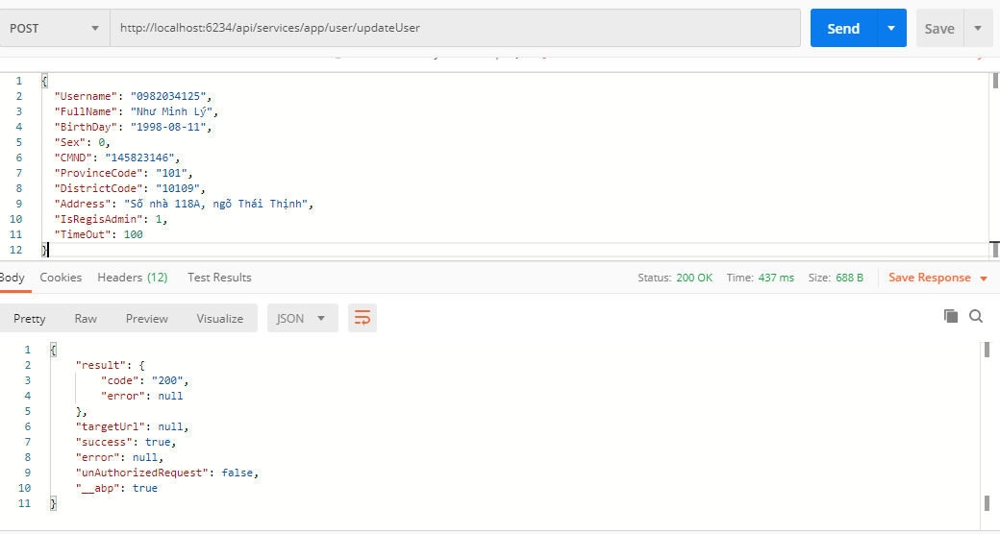 POST http://localhost:6234/api/services/app/user/updateUser Send Save
1 {
2 "Username": "0982034125",
3 "FullName": "Như Minh Lý",
4 "BirthDay": "1998-08-11",
5 "Sex": 0,
6 "CMND": "145823146",
7 "ProvinceCode": "101",
8 "DistrictCode": "10109",
9 "Address": "Số nhà 118A, ngõ Thái Thịnh",
10 "IsRegisAdmin": 1,
11 "TimeOut": 100
12 }
Body Cookies Headers (12) Test Results Status: 200 OK Time: 437 ms Size: 688 B Save Response
Pretty Raw Preview Visualize JSON
1 {
2 "result": {
3 "code": "200",
4 "error": null
5 },
6 "targetUrl": null,
7 "success": true,
8 "error": null,
9 "unAuthorizedRequest": false,
10 "__abp": true
11 }